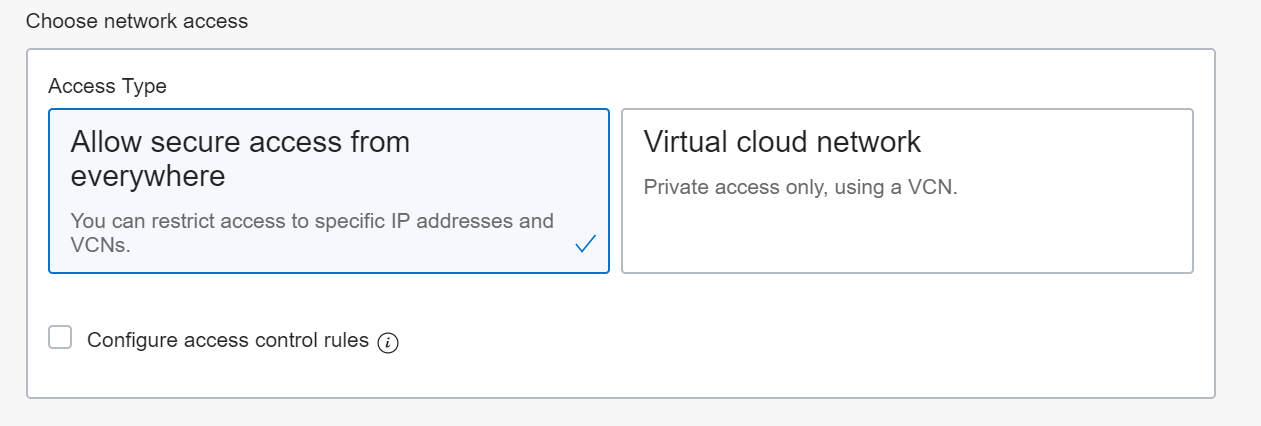 Choose network access
Access Type
Allow secure access from
everywhere
You can restrict access to specific IP addresses and
VCNs.
Virtual cloud network
Private access only, using a VCN.
Configure access control rules